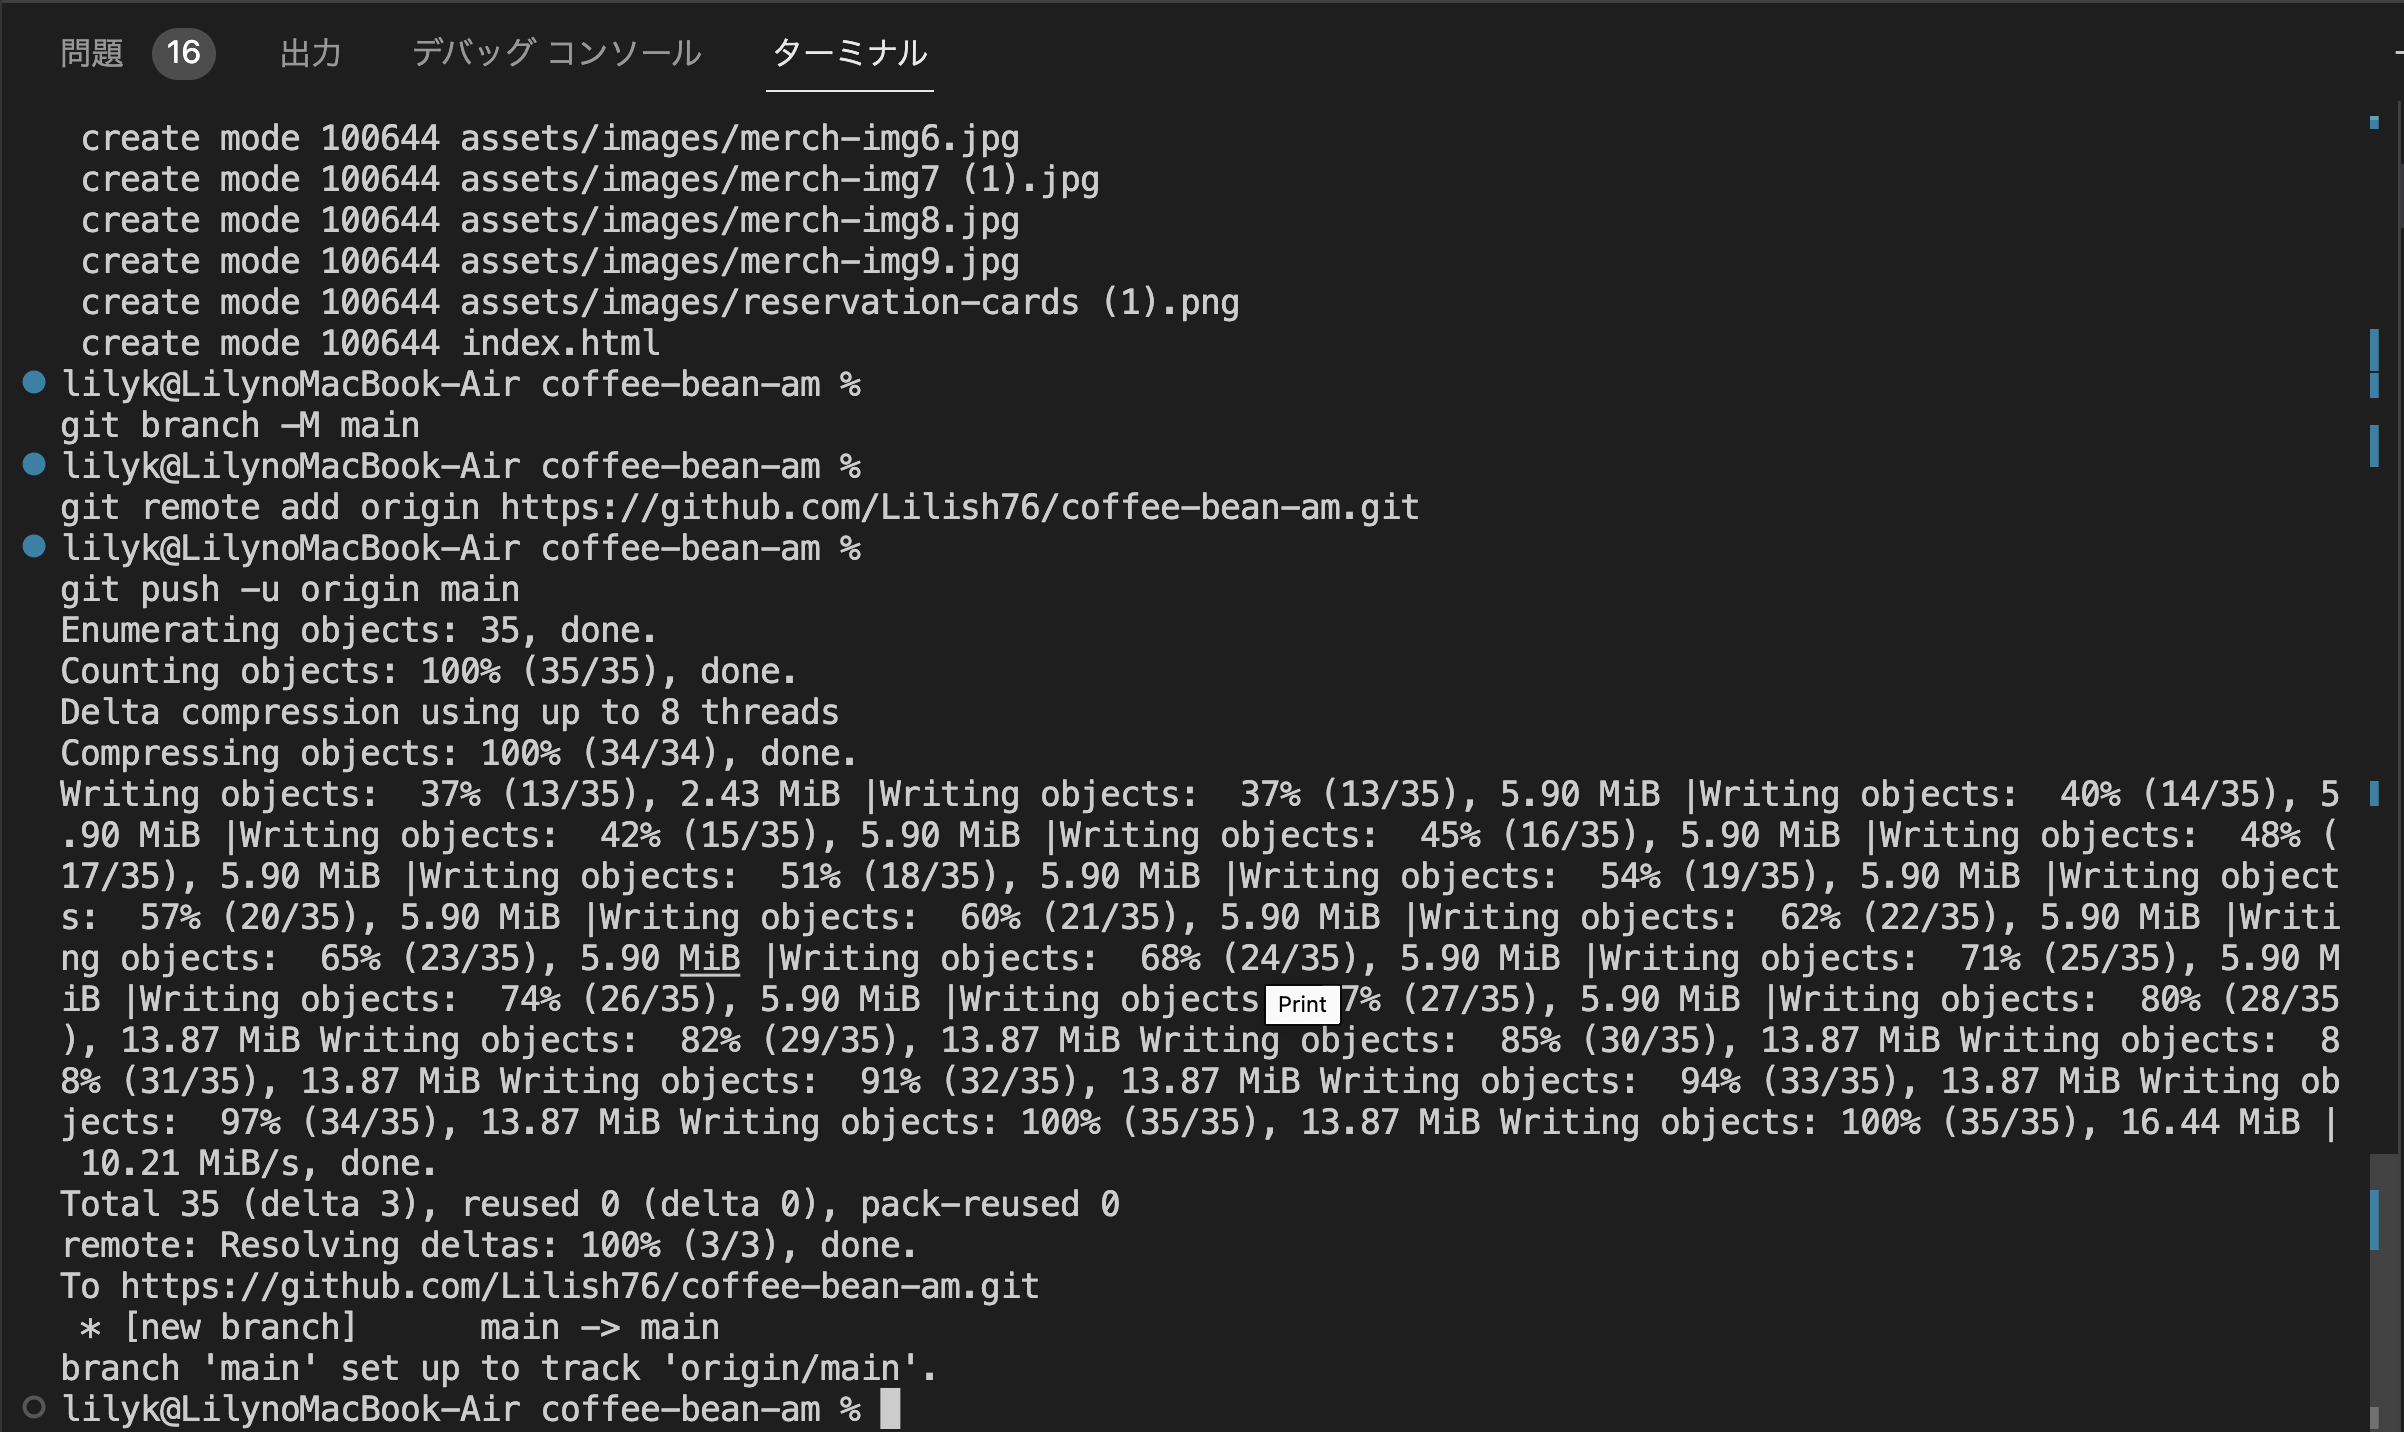 問題 16 出力 デバッグ コンソール ターミナル
create mode 100644 assets/images/merch-img6.jpg
create mode 100644 assets/images/merch-img7 (1).jpg
create mode 100644 assets/images/merch-img8.jpg
create mode 100644 assets/images/merch-img9.jpg
create mode 100644 assets/images/reservation-cards (1).png
create mode 100644 index.html
lilyk@LilynoMacBook-Air coffee-bean-am %
git branch -M main
lilyk@LilynoMacBook-Air coffee-bean-am %
git remote add origin https://github.com/Lilish76/coffee-bean-am.git
lilyk@LilynoMacBook-Air coffee-bean-am %
git push -u origin main
Enumerating objects: 35, done.
Counting objects: 100% (35/35), done.
Delta compression using up to 8 threads
Compressing objects: 100% (34/34), done.
Writing objects:  37% (13/35), 2.43 MiB |Writing objects:  37% (13/35), 5.90 MiB |Writing objects:  40% (14/35), 5
.90 MiB |Writing objects:  42% (15/35), 5.90 MiB |Writing objects:  45% (16/35), 5.90 MiB |Writing objects:  48% (
17/35), 5.90 MiB |Writing objects:  51% (18/35), 5.90 MiB |Writing objects:  54% (19/35), 5.90 MiB |Writing object
s:  57% (20/35), 5.90 MiB |Writing objects:  60% (21/35), 5.90 MiB |Writing objects:  62% (22/35), 5.90 MiB |Writi
ng objects:  65% (23/35), 5.90 MiB |Writing objects:  68% (24/35), 5.90 MiB |Writing objects:  71% (25/35), 5.90 M
iB |Writing objects:  74% (26/35), 5.90 MiB |Writing objects Print 7% (27/35), 5.90 MiB |Writing objects:  80% (28/35
), 13.87 MiB Writing objects:  82% (29/35), 13.87 MiB Writing objects:  85% (30/35), 13.87 MiB Writing objects:  8
8% (31/35), 13.87 MiB Writing objects:  91% (32/35), 13.87 MiB Writing objects:  94% (33/35), 13.87 MiB Writing ob
jects:  97% (34/35), 13.87 MiB Writing objects: 100% (35/35), 13.87 MiB Writing objects: 100% (35/35), 16.44 MiB |
10.21 MiB/s, done.
Total 35 (delta 3), reused 0 (delta 0), pack-reused 0
remote: Resolving deltas: 100% (3/3), done.
To https://github.com/Lilish76/coffee-bean-am.git
* [new branch]      main -> main
branch 'main' set up to track 'origin/main'.
lilyk@LilynoMacBook-Air coffee-bean-am %